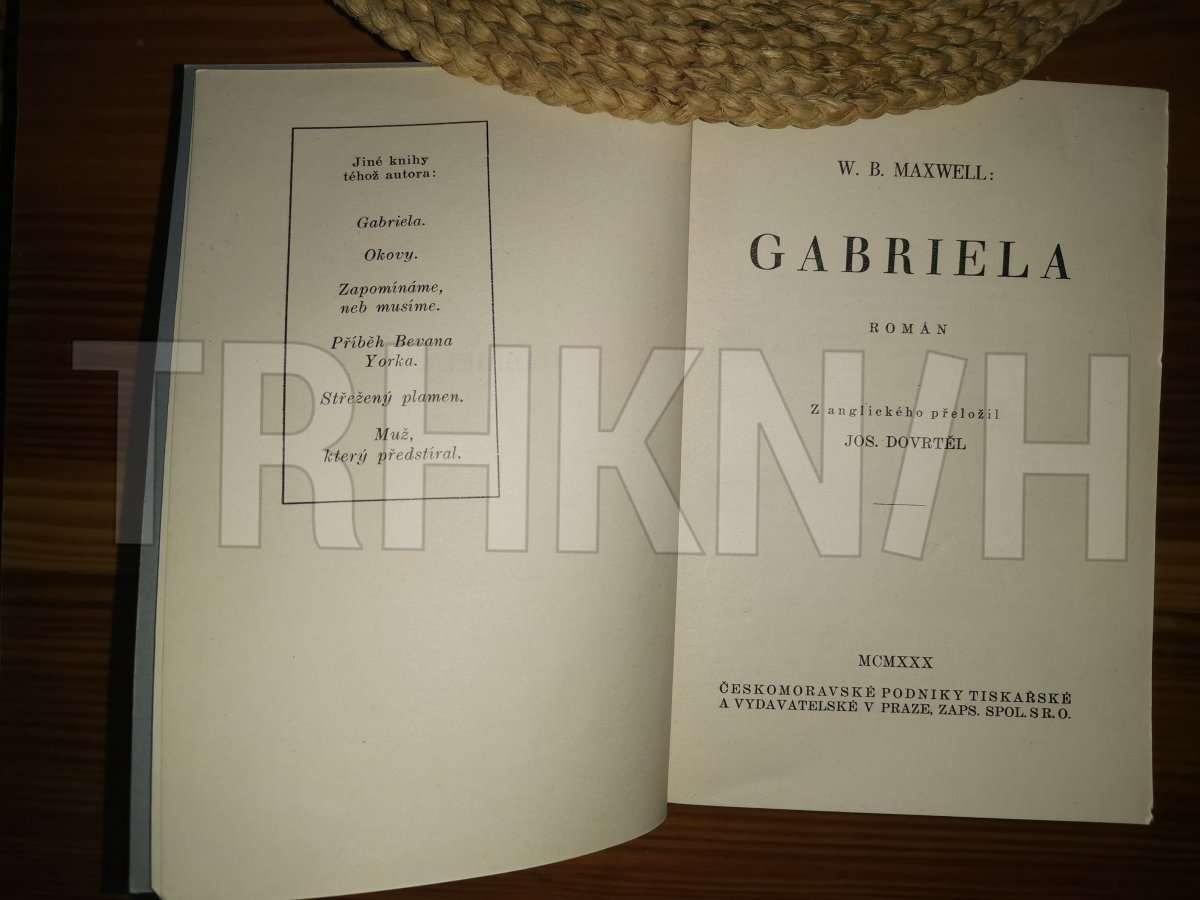 Jiné knihy
téhož autora:
Gabriela.
Okovy.
Zapomínáme,
neb musíme.
Příběh Bevana
Yorka.
Střežený plamen.
Muž,
který předstíral.
W. B. MAXWELL:
GABRIELA
ROMÁN
Z anglického přeložil
JOS. DOVRTĚL
MCMXXX
ČESKOMORAVSKÉ PODNIKY TISKAŘSKÉ
A VYDAVATELSKÉ V PRAZE, ZAPS. SPOL. S R. O.
TRHKN/H